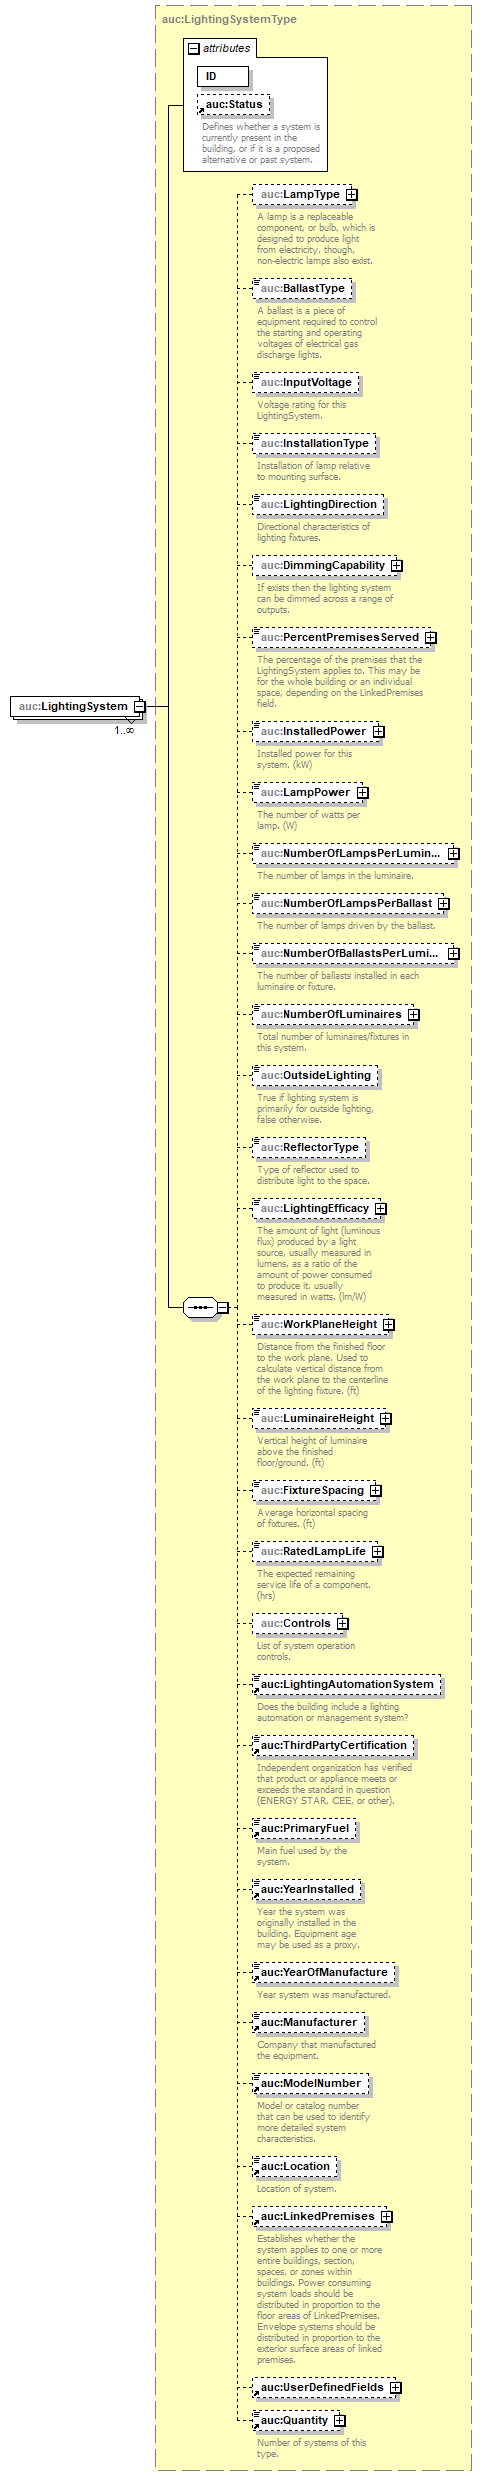 auc:LightingSystemType
attributes
ID
auc:Status
Defines whether a system is
currently present in the
building, or if it is a proposed
alternative or past system.
auc:LampType
A lamp is a replaceable
component, or bulb, which is
designed to produce light
from electricity, though,
non-electric lamps also exist.
auc:BallastType
A ballast is a piece of
equipment required to control
the starting and operating
voltages of electrical gas
discharge lights.
auc:InputVoltage
Voltage rating for this
LightingSystem.
auc:InstallationType
Installation of lamp relative
to mounting surface.
auc:LightingDirection
Directional characteristics of
lighting fixtures.
auc:DimmingCapability
If exists then the lighting system
can be dimmed across a range of
outputs.
auc:PercentPremisesServed
The percentage of the premises that the
LightingSystem applies to. This may be
for the whole building or an individual
space, depending on the LinkedPremises
field.
auc:LightingSystem
1..∞
auc:InstalledPower
Installed power for this
system. (kW)
auc:LampPower
The number of watts per
lamp. (W)
auc:NumberOfLampsPerLumin...
The number of lamps in the luminaire.
auc:NumberOfLampsPerBallast
The number of lamps driven by the ballast.
auc:NumberOfBallastsPerLumi...
The number of ballasts installed in each
luminaire or fixture.
auc:NumberOfLuminaires
Total number of luminaires/fixtures in
this system.
auc:OutsideLighting
True if lighting system is
primarily for outside lighting,
false otherwise.
auc:ReflectorType
Type of reflector used to
distribute light to the space.
auc:LightingEfficacy
The amount of light (luminous
flux) produced by a light
source, usually measured in
lumens, as a ratio of the
amount of power consumed
to produce it, usually
measured in watts. (lm/W)
auc:WorkPlaneHeight
Distance from the finished floor
to the work plane. Used to
calculate vertical distance from
the work plane to the centerline
of the lighting fixture. (ft)
auc:LuminaireHeight
Vertical height of luminaire
above the finished
floor/ground. (ft)
auc:FixtureSpacing
Average horizontal spacing
of fixtures. (ft)
auc:RatedLampLife
The expected remaining
service life of a component.
(hrs)
auc:Controls
List of system operation
controls.
auc:LightingAutomationSystem
Does the building include a lighting
automation or management system?
auc:ThirdPartyCertification
Independent organization has verified
that product or appliance meets or
exceeds the standard in question
(ENERGY STAR, CEE, or other).
auc:PrimaryFuel
Main fuel used by the
system.
auc:YearInstalled
Year the system was
originally installed in the
building. Equipment age
may be used as a proxy.
auc:YearOfManufacture
Year system was manufactured.
auc:Manufacturer
Company that manufactured
the equipment.
auc:ModelNumber
Model or catalog number
that can be used to identify
more detailed system
characteristics.
auc:Location
Location of system.
auc:LinkedPremises
Establishes whether the
system applies to one or more
entire buildings, section,
spaces, or zones within
buildings. Power consuming
system loads should be
distributed in proportion to the
floor areas of LinkedPremises.
Envelope systems should be
distributed in proportion to the
exterior surface areas of linked
premises.
auc:UserDefinedFields
auc:Quantity
Number of systems of this
type.